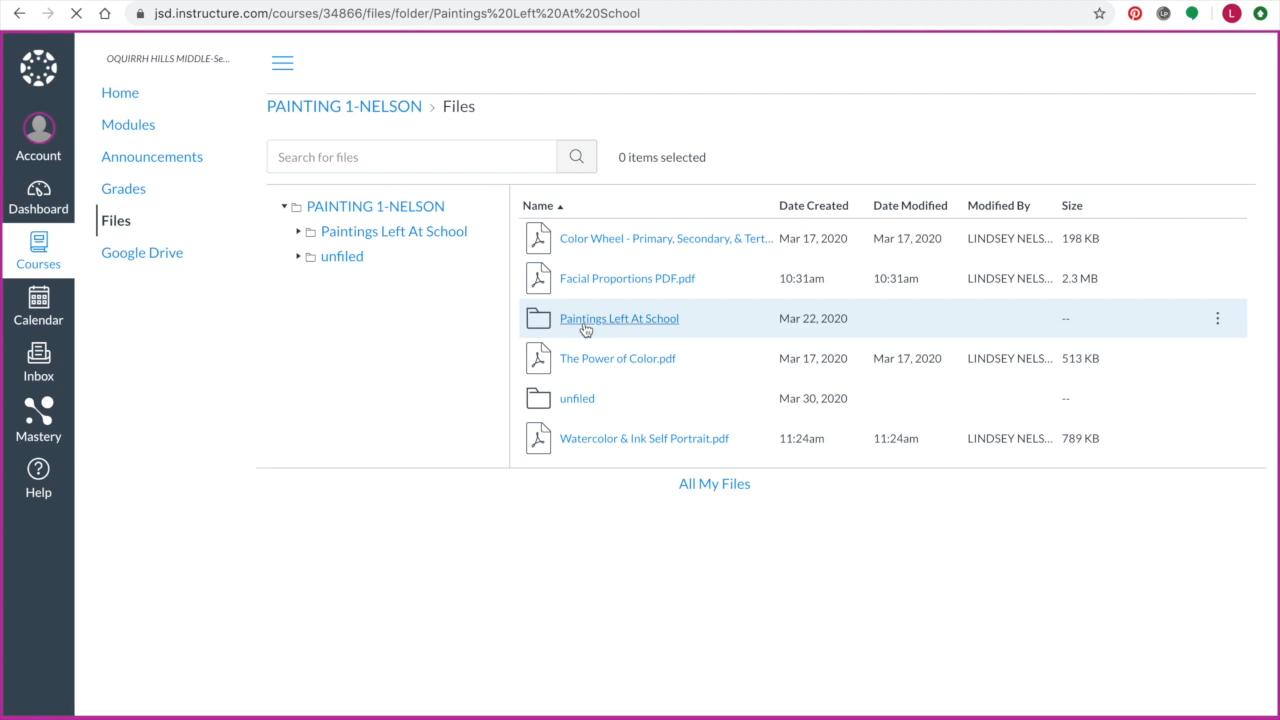 jsd.instructure.com/courses/34866/files/folder/Paintings%20Left%20At%20School
L
Lp
OQUIRRH HILLS MIDDLE-Se...
Account
Dashboard
Courses
Calendar
Inbox
Mastery
Help
Home
Modules
Announcements
Grades
Files
Google Drive
PAINTING 1-NELSON › Files
Search for files
0 items selected
PAINTING 1-NELSON
Paintings Left At School
unfiled
Name Date Created Date Modified Modified By Size
Color Wheel - Primary, Secondary, & Tert... Mar 17, 2020 Mar 17, 2020 LINDSEY NELS... 198 KB
Facial Proportions PDF.pdf 10:31am 10:31am LINDSEY NELS... 2.3 MB
Paintings Left At School Mar 22, 2020 --
The Power of Color.pdf Mar 17, 2020 Mar 17, 2020 LINDSEY NELS... 513 KB
unfiled Mar 30, 2020 --
Watercolor & Ink Self Portrait.pdf 11:24am 11:24am LINDSEY NELS... 789 KB
All My Files